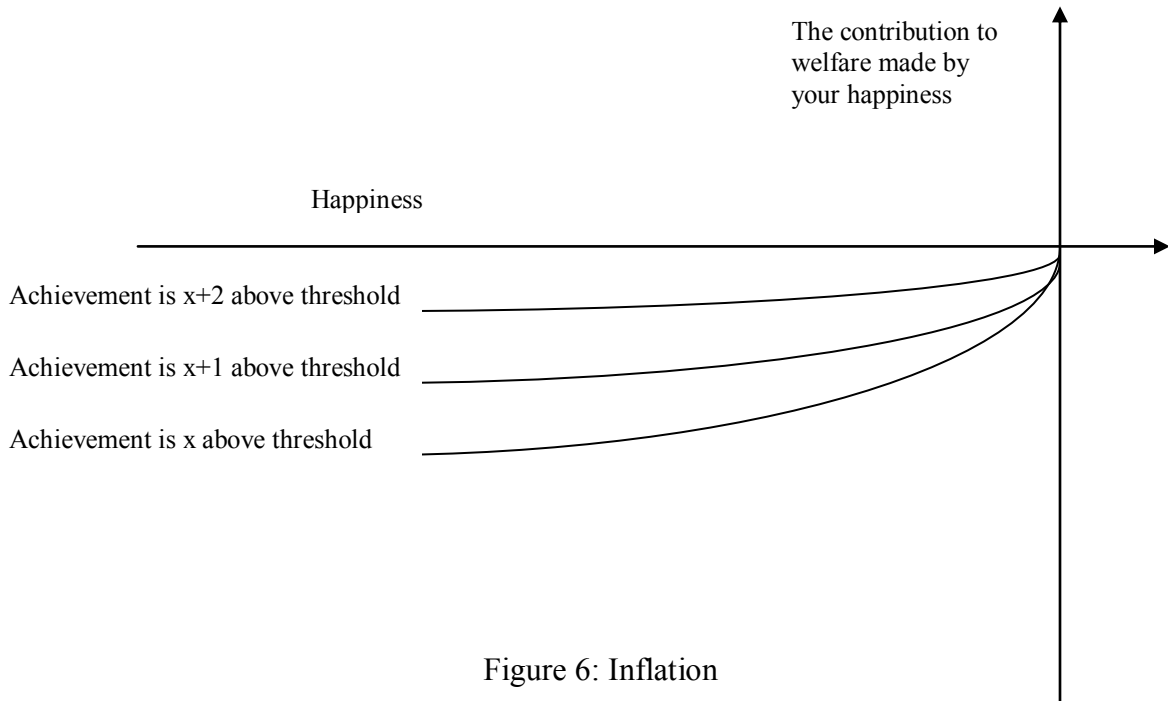 The contribution to
welfare made by
your happiness
Happiness
Achievement is x+2 above threshold
Achievement is x+1 above threshold
Achievement is x above threshold
Figure 6: Inflation